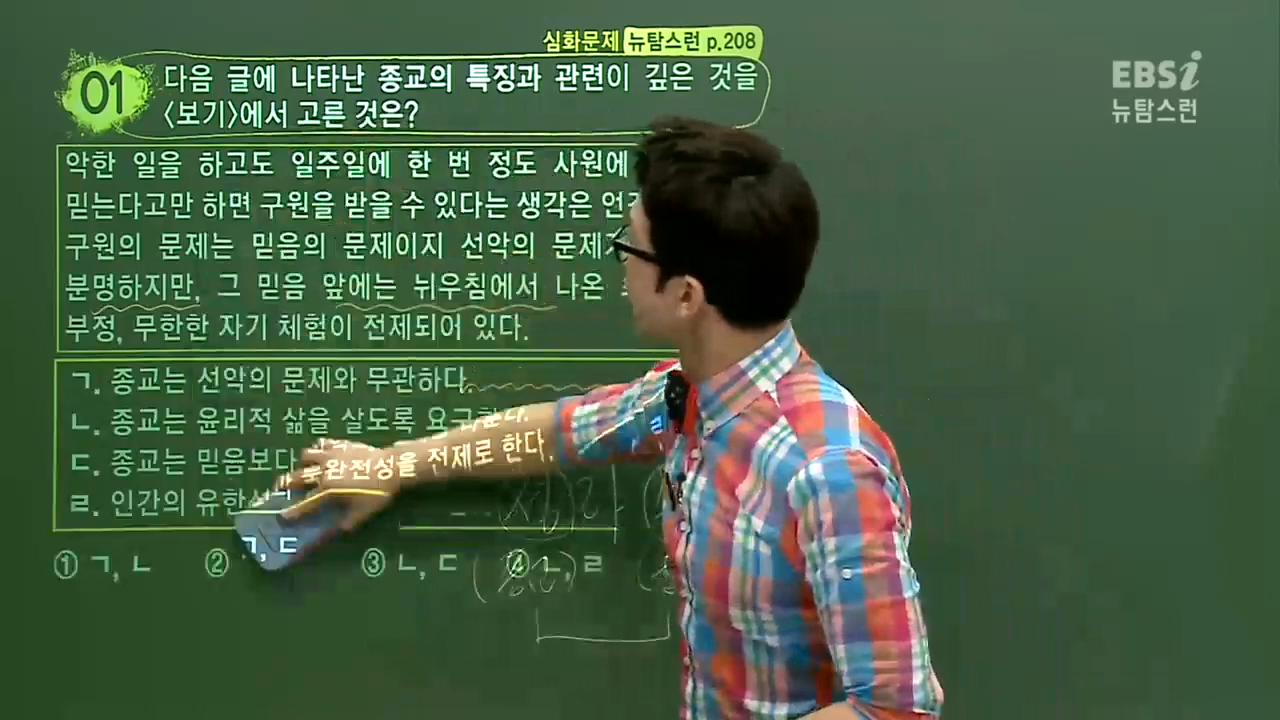 심화문제 뉴탐스런 p.208
EBSi
뉴탐스런
01 다음 글에 나타난 종교의 특징과 관련이 깊은 것을
<보기>에서 고른 것은?
악한 일을 하고도 일주일에 한 번 정도 사원에
믿는다고만 하면 구원을 받을 수 있다는 생각은
구원의 문제는 믿음의 문제이지 선악의 문제가
분명하지만, 그 믿음 앞에는 뉘우침에서 나온
부정, 무한한 자기 체험이 전제되어 있다.
ㄱ. 종교는 선악의 문제와 무관하다.
ㄴ. 종교는 윤리적 삶을 살도록 요구한다.
ㄷ. 종교는 믿음보다
ㄹ. 인간의 유한성과 불완전성을 전제로 한다.
① ㄱ, ㄴ ② ㄱ, ㄷ ③ ㄴ, ㄷ ④ ㄴ, ㄹ